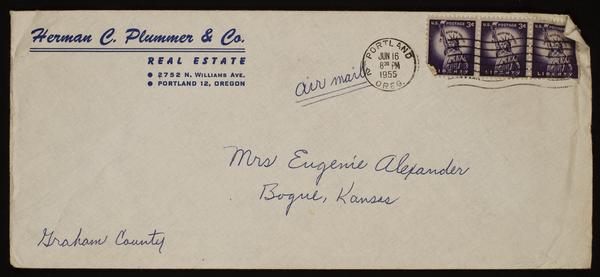 Herman C. Plummer & Co.
REAL ESTATE
• 2752 N. WILLIAMS AVE.
• PORTLAND 12, OREGON
air mail
PORTLAND
JUN 16
8 30 PM
1955
OREG.
U.S. POSTAGE 3¢
LIBERTY
U.S. POSTAGE 3¢
LIBERTY
U.S. POSTAGE 3¢
LIBERTY
Mrs Eugenie Alexander
Bogue, Kansas
Graham County